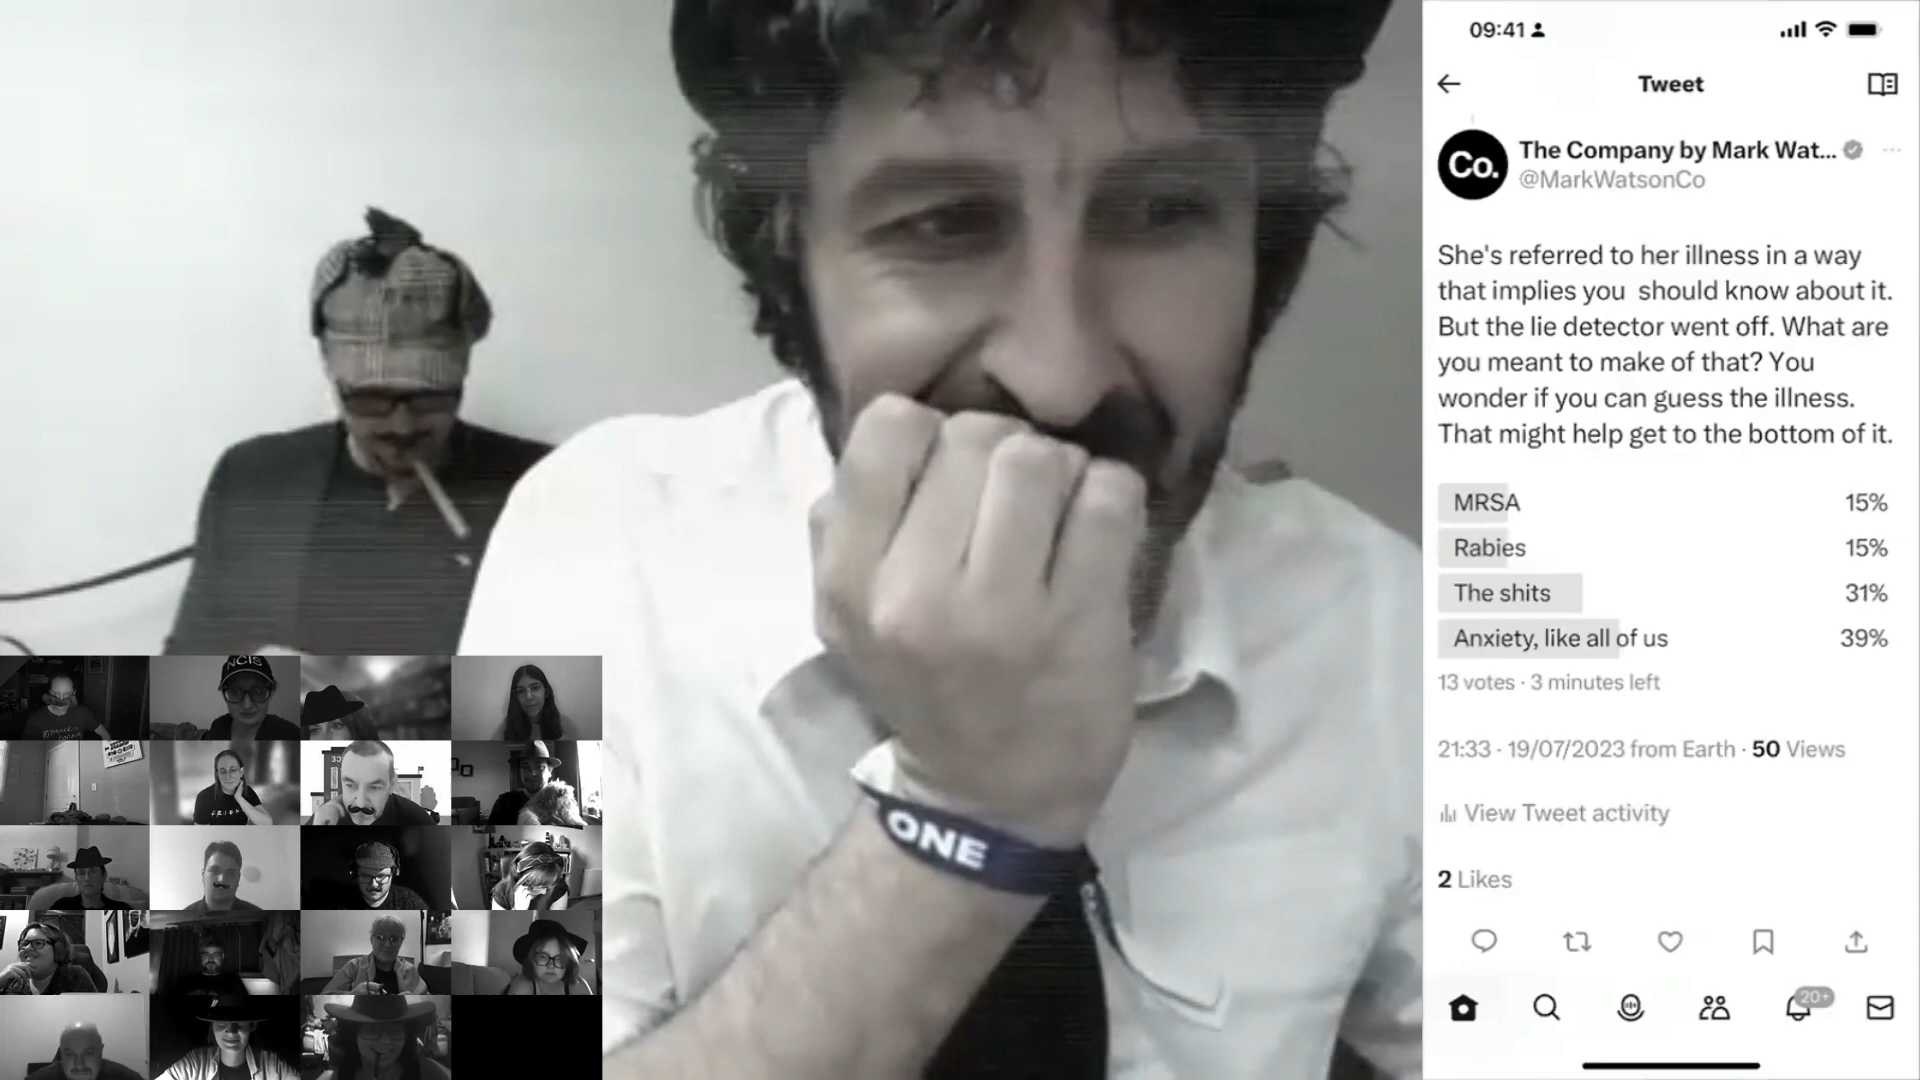 NCIS
FRIEN
ONE
09:41
Tweet
Co.
The Company by Mark Wat...
@MarkWatsonCo
She's referred to her illness in a way
that implies you should know about it.
But the lie detector went off. What are
you meant to make of that? You
wonder if you can guess the illness.
That might help get to the bottom of it.
MRSA 15%
Rabies 15%
The shits 31%
Anxiety, like all of us 39%
13 votes · 3 minutes left
21:33 · 19/07/2023 from Earth · 50 Views
View Tweet activity
2 Likes
20+